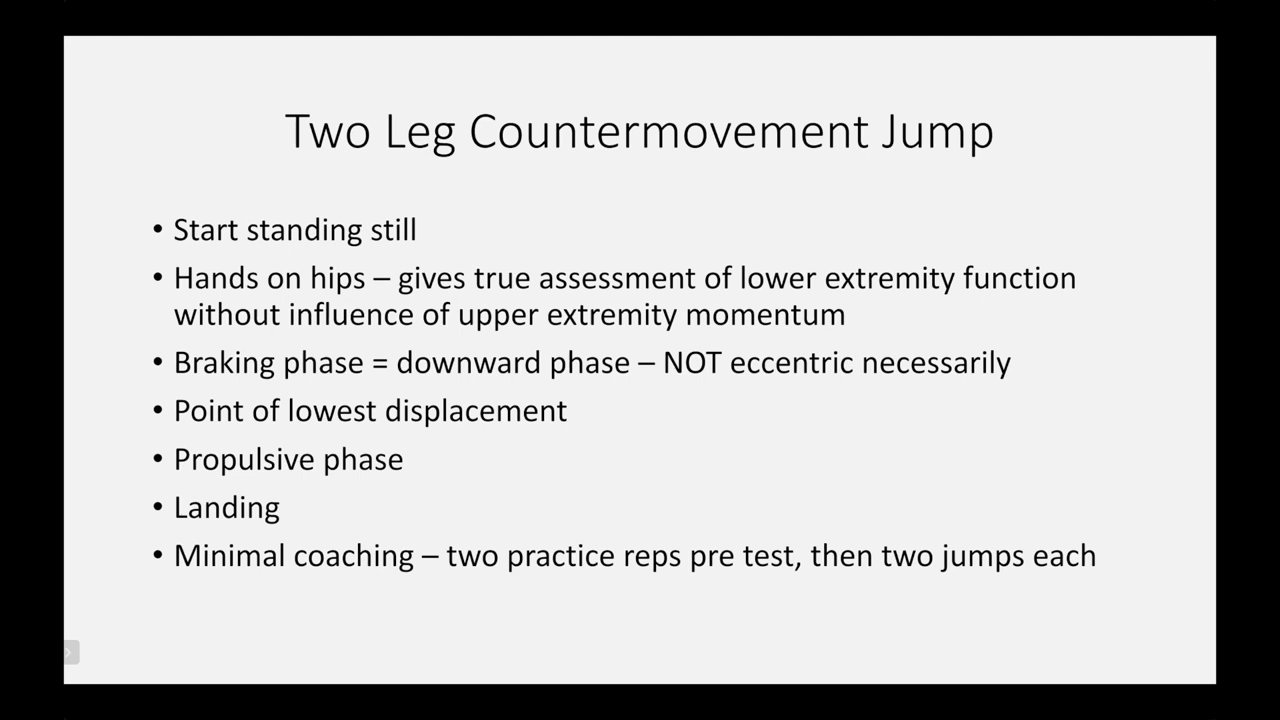 Two Leg Countermovement Jump
• Start standing still
• Hands on hips – gives true assessment of lower extremity function
without influence of upper extremity momentum
• Braking phase = downward phase – NOT eccentric necessarily
• Point of lowest displacement
• Propulsive phase
• Landing
• Minimal coaching – two practice reps pre test, then two jumps each